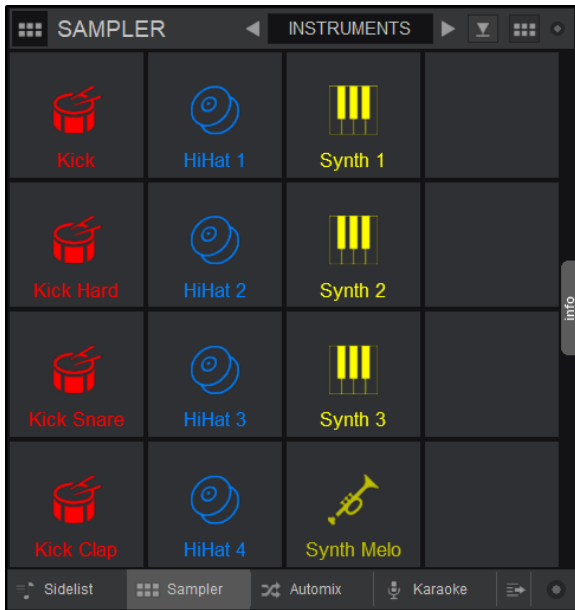 SAMPLER
INSTRUMENTS
Kick
HiHat 1
Synth 1
Kick Hard
HiHat 2
Synth 2
info
Kick Snare
HiHat 3
Synth 3
Kick Clap
HiHat 4
Synth Melo
Sidelist
Sampler
Automix
Karaoke